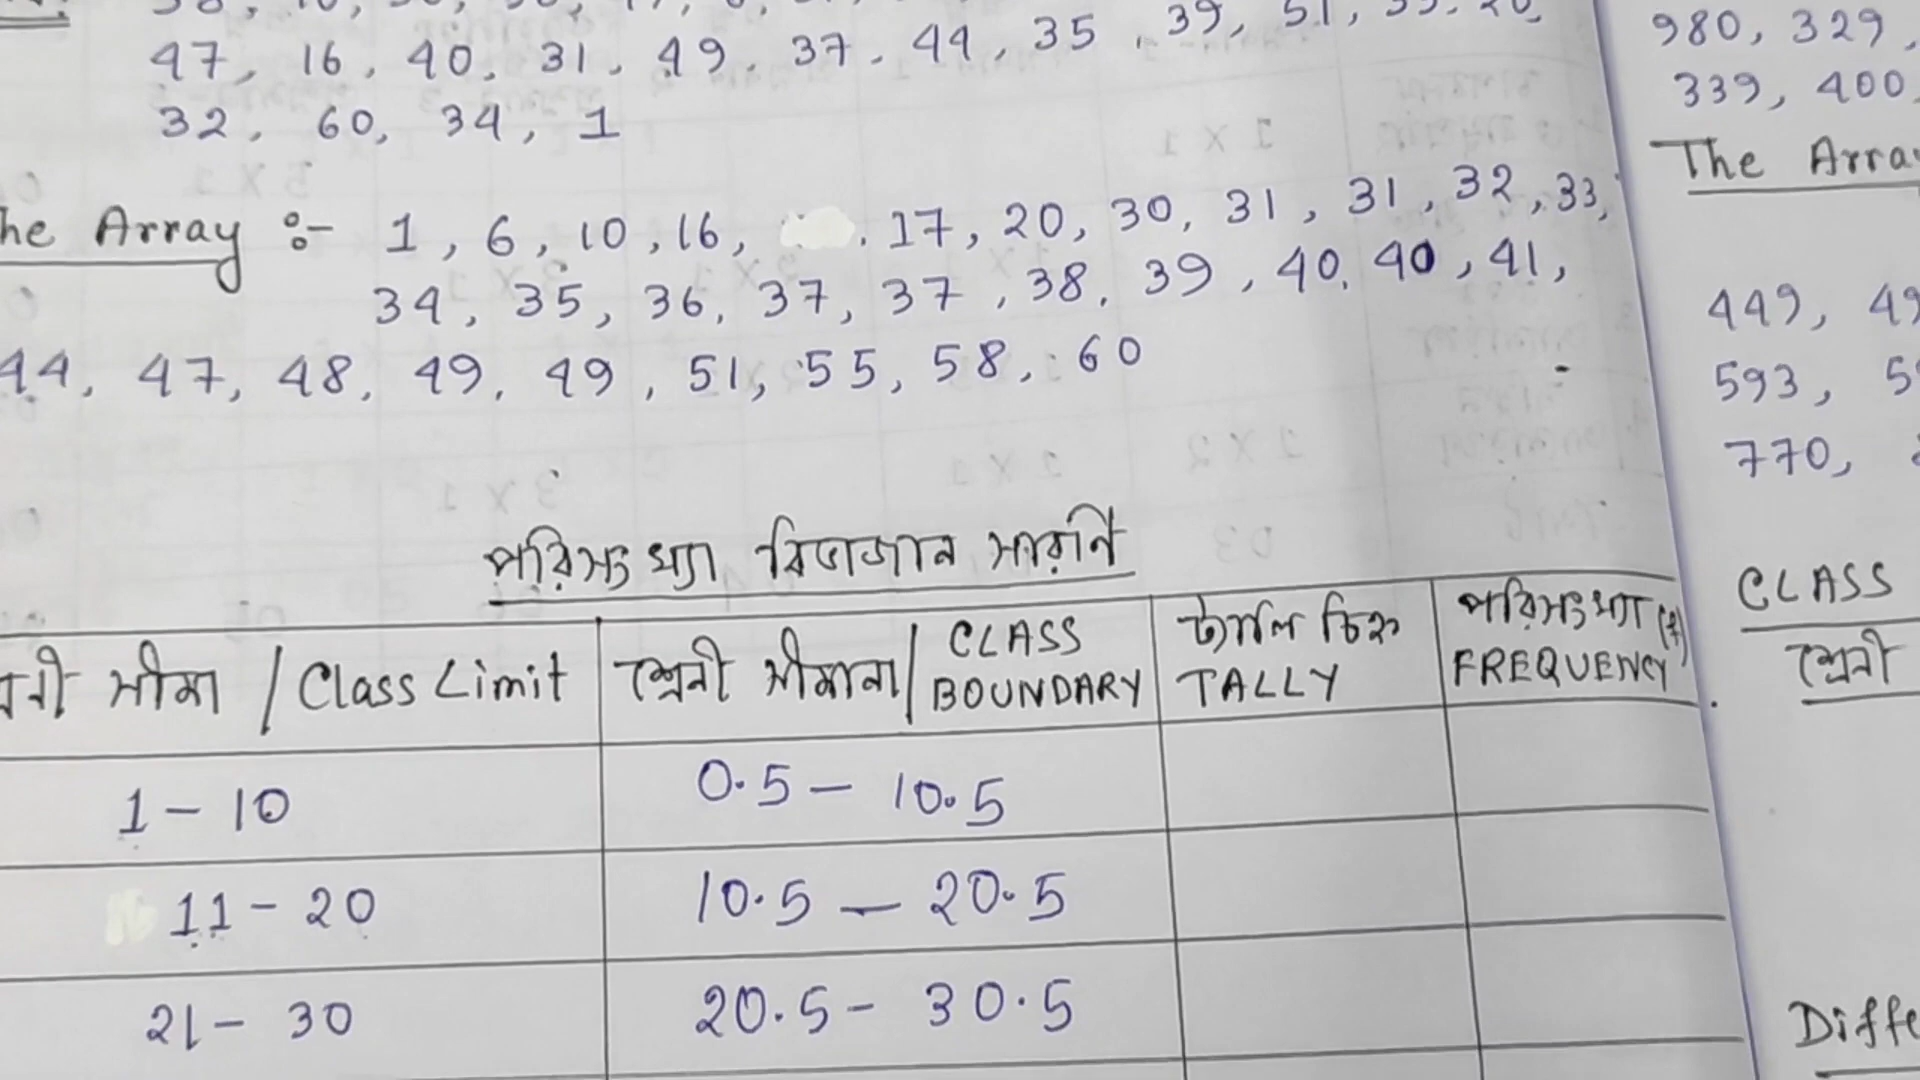 47, 16, 40, 31, 49, 37, 44, 35, 39, 51, 39, 20,
32, 60, 34, 1
he Array :- 1, 6, 10, 16, 17, 20, 30, 31, 31, 32, 33,
34, 35, 36, 37, 37, 38, 39, 40, 40, 41,
44, 47, 48, 49, 49, 51, 55, 58, 60
পরিসংখ্যা বিভাজন সারনি
নী সীমা / Class Limit
শ্রেনী সীমানা / CLASS BOUNDARY
ট্যালি চিহ্ন TALLY
পরিসংখ্যা (f) FREQUENCY
1 - 10 0.5 - 10.5
11 - 20 10.5 - 20.5
21 - 30 20.5 - 30.5
980, 329,
339, 400,
The Array
449,
593,
770,
CLASS
শ্রেনী
Diffe